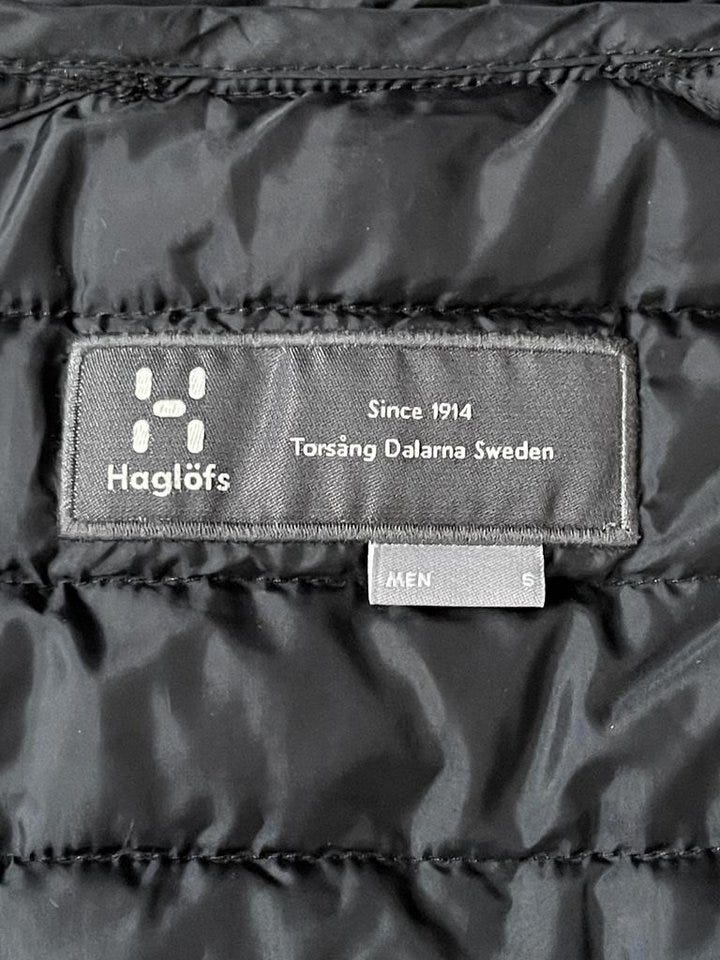 Haglöfs
Since 1914
Torsång Dalarna Sweden
MEN S